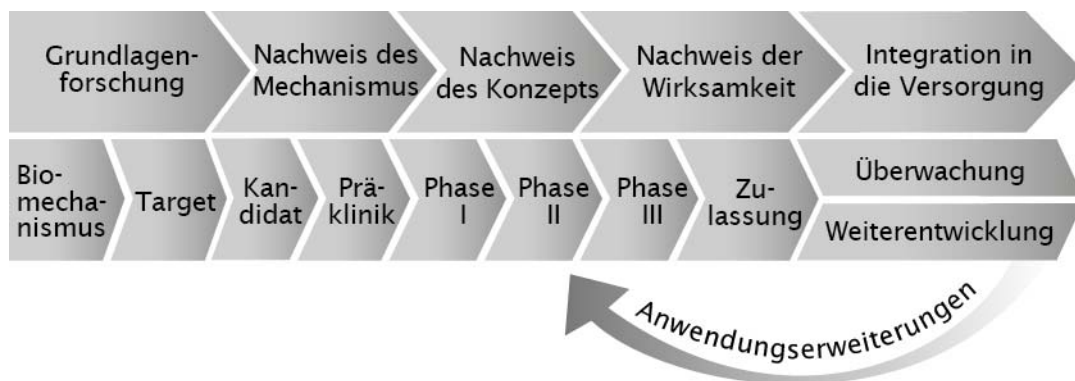 Grundlagen-
forschung
Nachweis des
Mechanismus
Nachweis
des Konzepts
Nachweis der
Wirksamkeit
Integration in
die Versorgung
Bio-
mecha-
nismus
Target
Kan-
didat
Prä-
klinik
Phase
I
Phase
II
Phase
III
Zu-
lassung
Überwachung
Weiterentwicklung
Anwendungserweiterungen